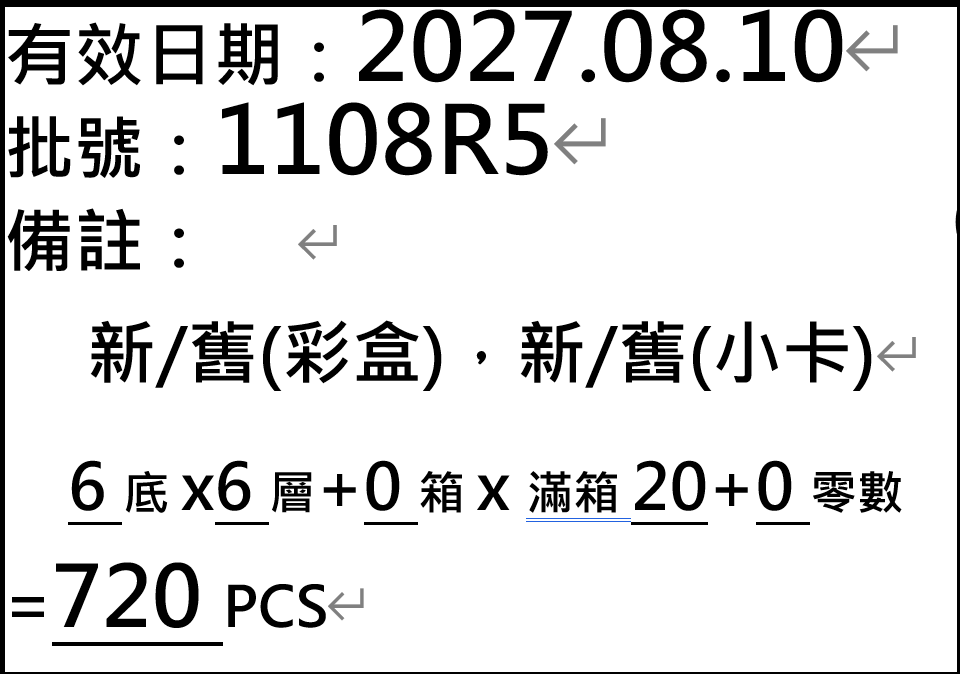 有效日期：2027.08.10
批號：1108R5
備註：
新/舊(彩盒)，新/舊(小卡)
6 底 x6 層+0 箱 x 滿箱 20+0 零數
=720 PCS